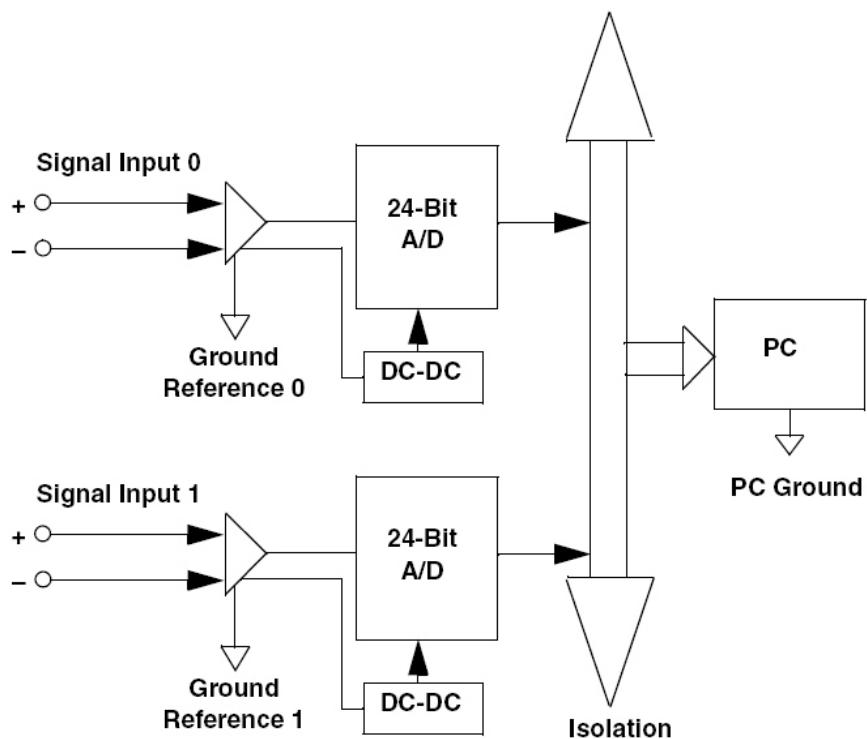 Signal Input 0
+
–
24-Bit
A/D
Ground
Reference 0
DC-DC
PC
PC Ground
Signal Input 1
+
–
24-Bit
A/D
Ground
Reference 1
DC-DC
Isolation